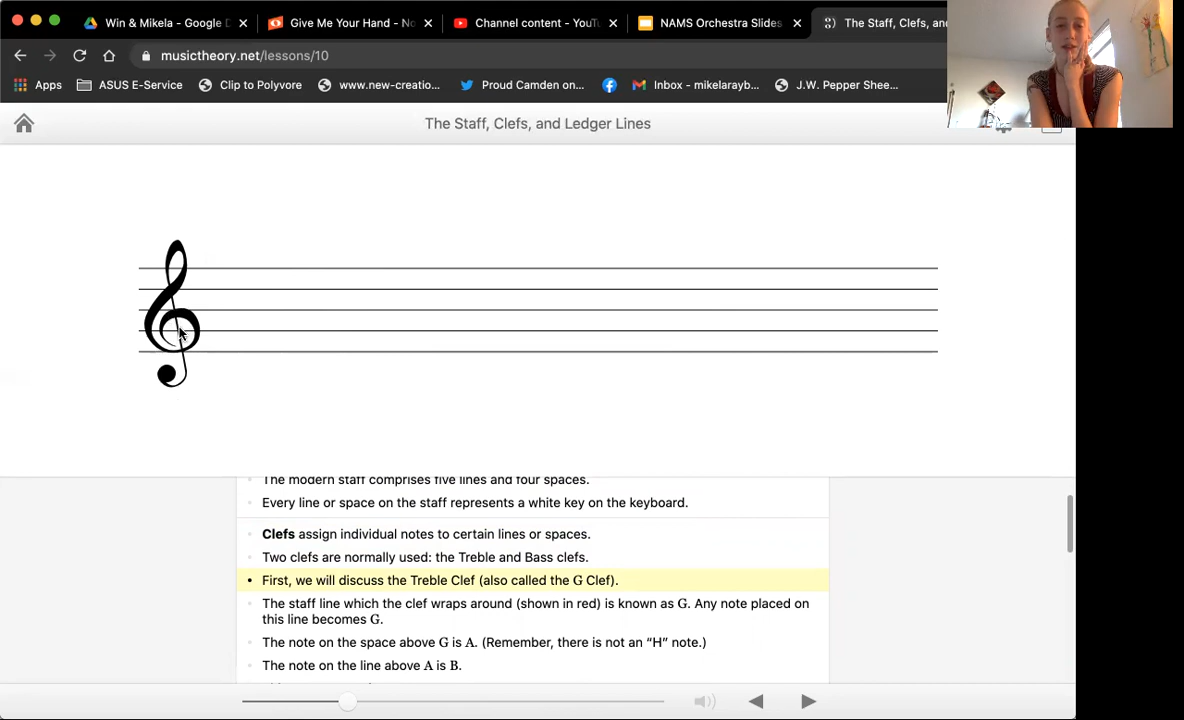 Win & Mikela - Google D
Give Me Your Hand - No
Channel content - YouTu
NAMS Orchestra Slides
The Staff, Clefs, an
musictheory.net/lessons/10
Apps
ASUS E-Service
Clip to Polyvore
www.new-creatio...
Proud Camden on...
Inbox - mikelarayb...
J.W. Pepper Shee...
The Staff, Clefs, and Ledger Lines
The modern staff comprises five lines and four spaces.
Every line or space on the staff represents a white key on the keyboard.
Clefs assign individual notes to certain lines or spaces.
Two clefs are normally used: the Treble and Bass clefs.
• First, we will discuss the Treble Clef (also called the G Clef).
The staff line which the clef wraps around (shown in red) is known as G. Any note placed on
this line becomes G.
The note on the space above G is A. (Remember, there is not an “H” note.)
The note on the line above A is B.